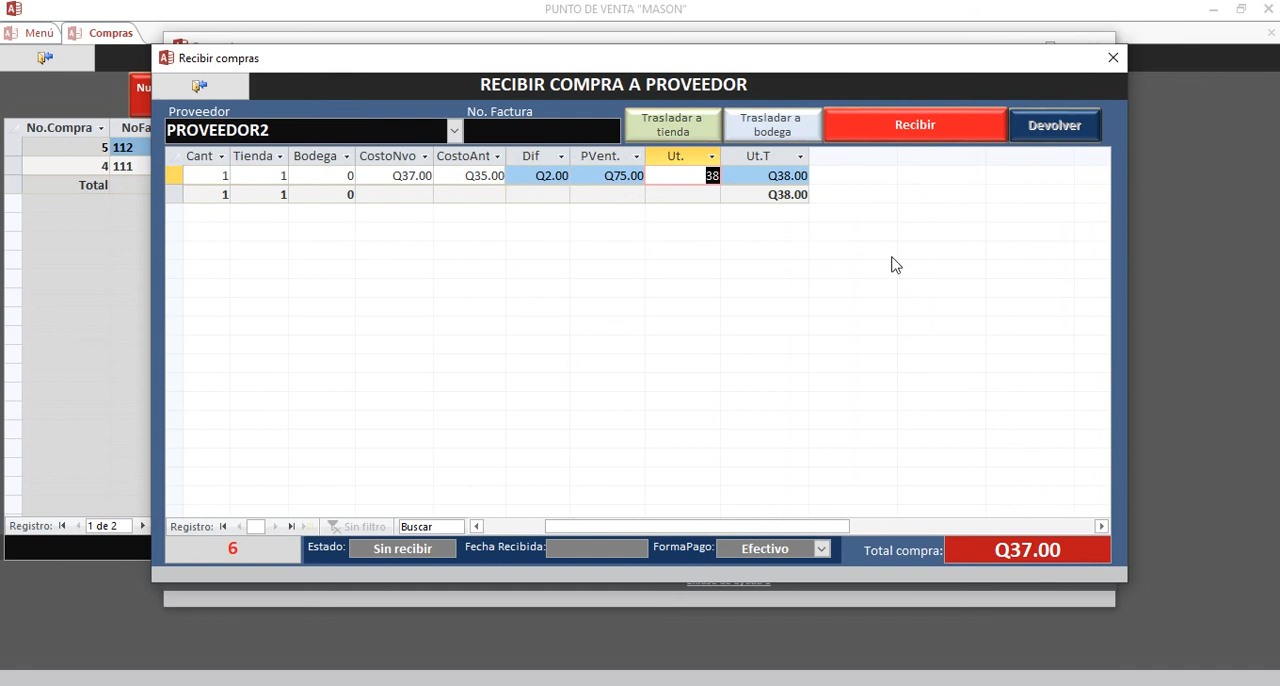 PUNTO DE VENTA "MASON"
Menú Compras
Recibir compras
RECIBIR COMPRA A PROVEEDOR
Nu
Proveedor No. Factura
PROVEEDOR2
Trasladar a tienda
Trasladar a bodega
Recibir
Devolver
No.Compra NoFa
5 112
4 111
Total
Cant Tienda Bodega CostoNvo CostoAnt Dif PVent. Ut. Ut.T
1 1 0 Q37.00 Q35.00 Q2.00 Q75.00 38 Q38.00
1 1 0 Q38.00
Registro: 1 de 2
Registro: Sin filtro Buscar
6
Estado: Sin recibir Fecha Recibida: FormaPago: Efectivo Total compra: Q37.00